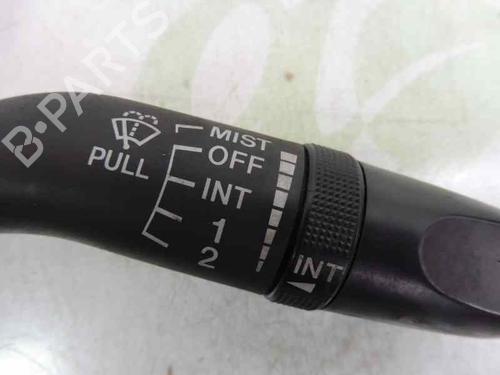 B-PARTS
MIST
PULL
OFF
INT
1
2
INT